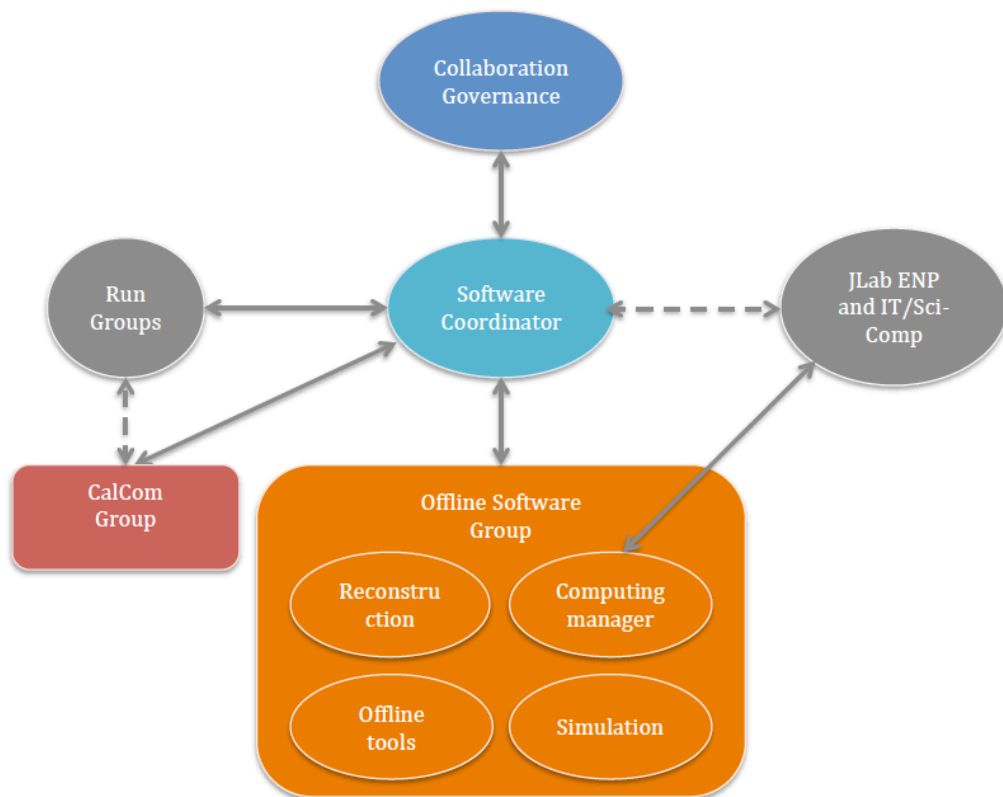 Collaboration
Governance
Run
Groups
Software
Coordinator
JLab ENP
and IT/Sci-
Comp
CalCom
Group
Offline Software
Group
Reconstru
ction
Computing
manager
Offline
tools
Simulation